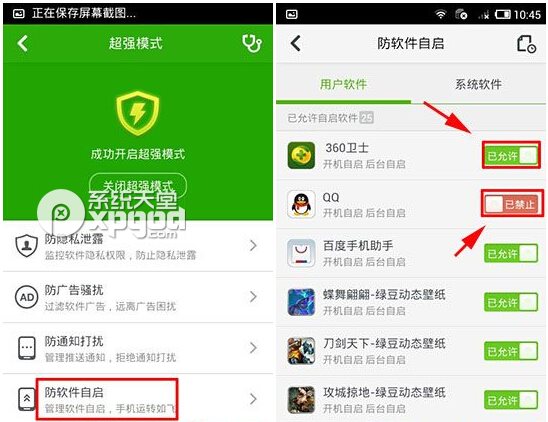 正在保存屏幕截图...
超强模式
成功开启超强模式
关闭超强模式
系统天堂
xpgod
防隐私泄露
监控软件隐私权限，防止隐私泄露
AD
防广告骚扰
过滤软件广告，远离广告困扰
防通知打扰
管理推送通知，拒绝通知打扰
防软件自启
管理软件自启，手机运转如飞
10:45
防软件自启
用户软件
系统软件
已允许自启软件 25
360卫士
开机自启 后台自启
已允许
QQ
开机自启 后台自启
已禁止
百度手机助手
开机自启 后台自启
已允许
蝶舞翩翩-绿豆动态壁纸
开机自启 后台自启
已允许
刀剑天下-绿豆动态壁纸
开机自启 后台自启
已允许
攻城掠地-绿豆动态壁纸
开机自启 后台自启
已允许